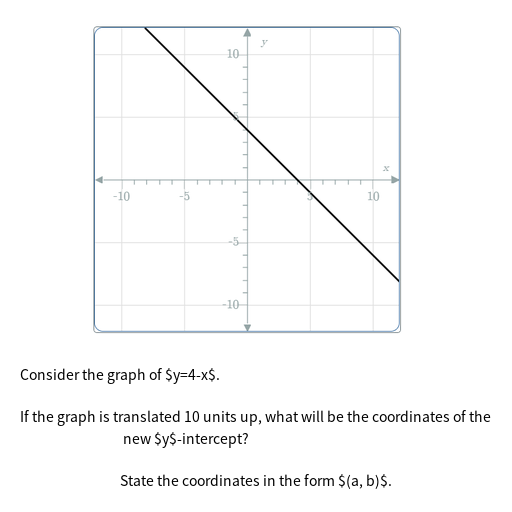 y
10
5
x
-10
-5
5
10
-5
-10
Consider the graph of $y=4-x$.
If the graph is translated 10 units up, what will be the coordinates of the
new $y$-intercept?
State the coordinates in the form $(a, b)$.